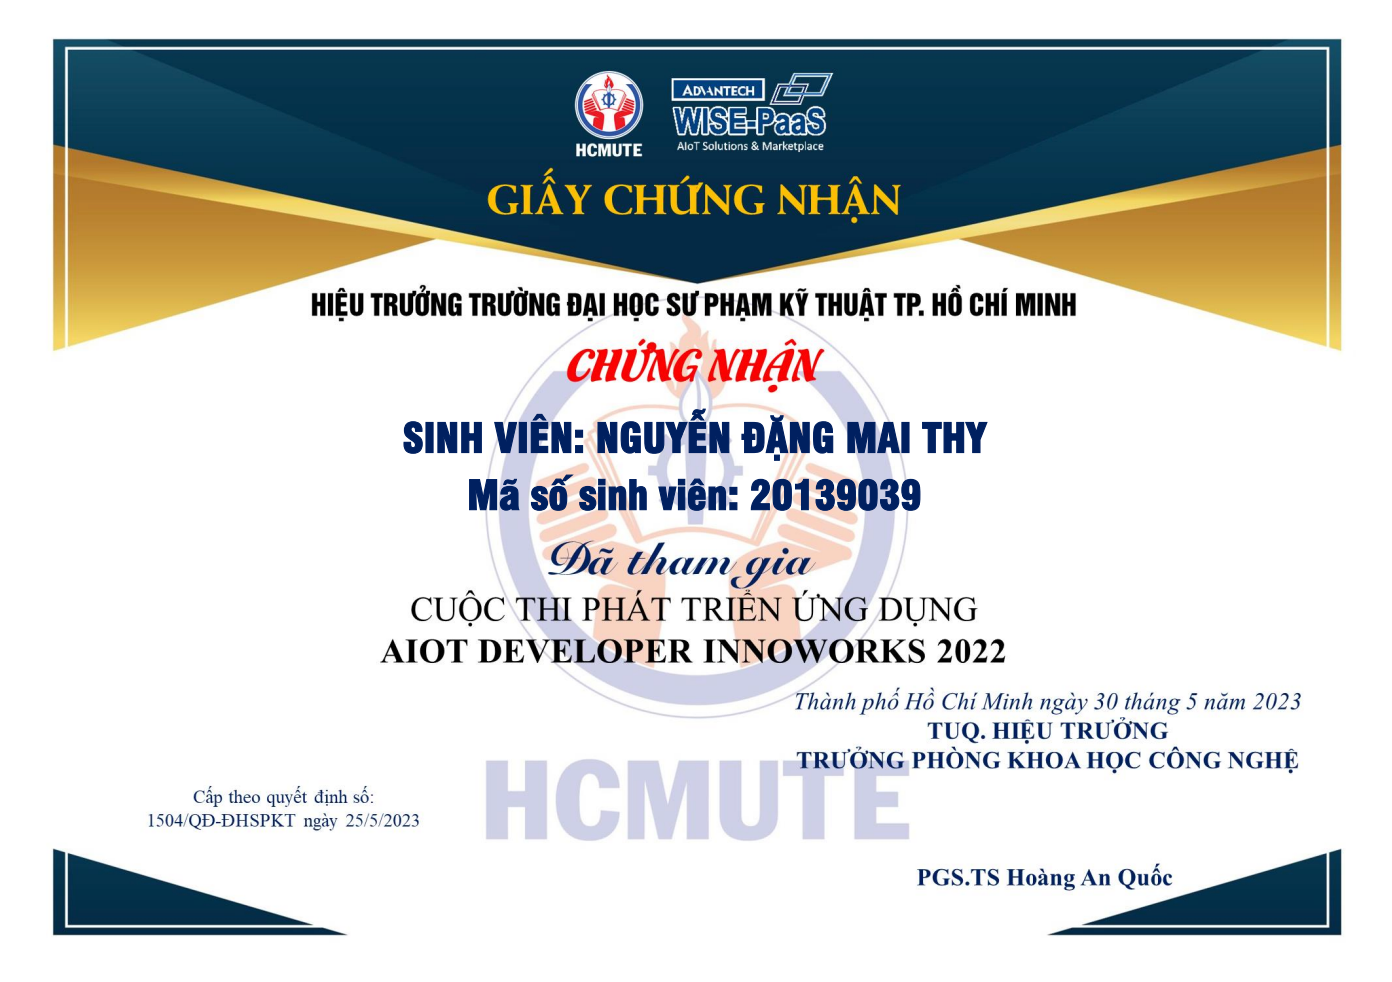 HCMUTE
ADVANTECH
WISE-PaaS
AIoT Solutions & Marketplace
GIẤY CHỨNG NHẬN
HIỆU TRƯỞNG TRƯỜNG ĐẠI HỌC SƯ PHẠM KỸ THUẬT TP. HỒ CHÍ MINH
CHỨNG NHẬN
SINH VIÊN: NGUYỄN ĐẶNG MAI THY
Mã số sinh viên: 20139039
Đã tham gia
CUỘC THI PHÁT TRIỂN ỨNG DỤNG
AIOT DEVELOPER INNOWORKS 2022
Thành phố Hồ Chí Minh ngày 30 tháng 5 năm 2023
TUQ. HIỆU TRƯỞNG
TRƯỞNG PHÒNG KHOA HỌC CÔNG NGHỆ
HCMUTE
Cấp theo quyết định số:
1504/QĐ-ĐHSPKT ngày 25/5/2023
PGS.TS Hoàng An Quốc